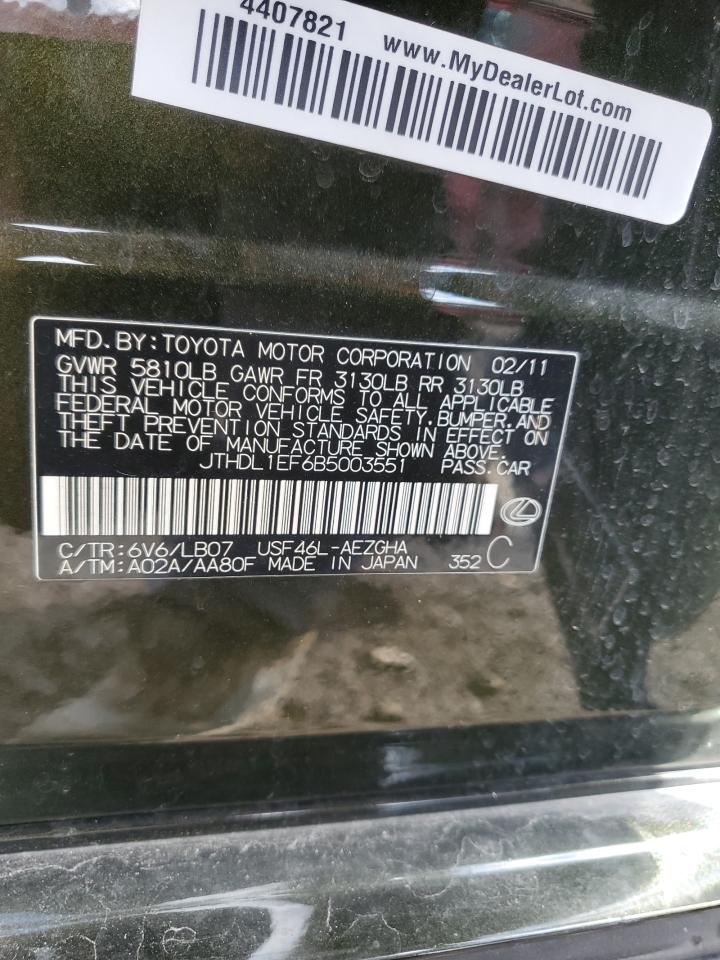 4407821
www.MyDealerLot.com
MFD.BY:TOYOTA MOTOR CORPORATION 02/11
GVWR 5810LB GAWR FR 3130LB RR 3130LB
THIS VEHICLE CONFORMS TO ALL APPLICABLE
FEDERAL MOTOR VEHICLE SAFETY,BUMPER,AND
THEFT PREVENTION STANDARDS IN EFFECT ON
THE DATE OF MANUFACTURE SHOWN ABOVE.
JTHDL1EF6B5003551 PASS.CAR
C/TR:6V6/LB07 USF46L-AEZGHA
A/TM:A02A/AA80F MADE IN JAPAN 352 C